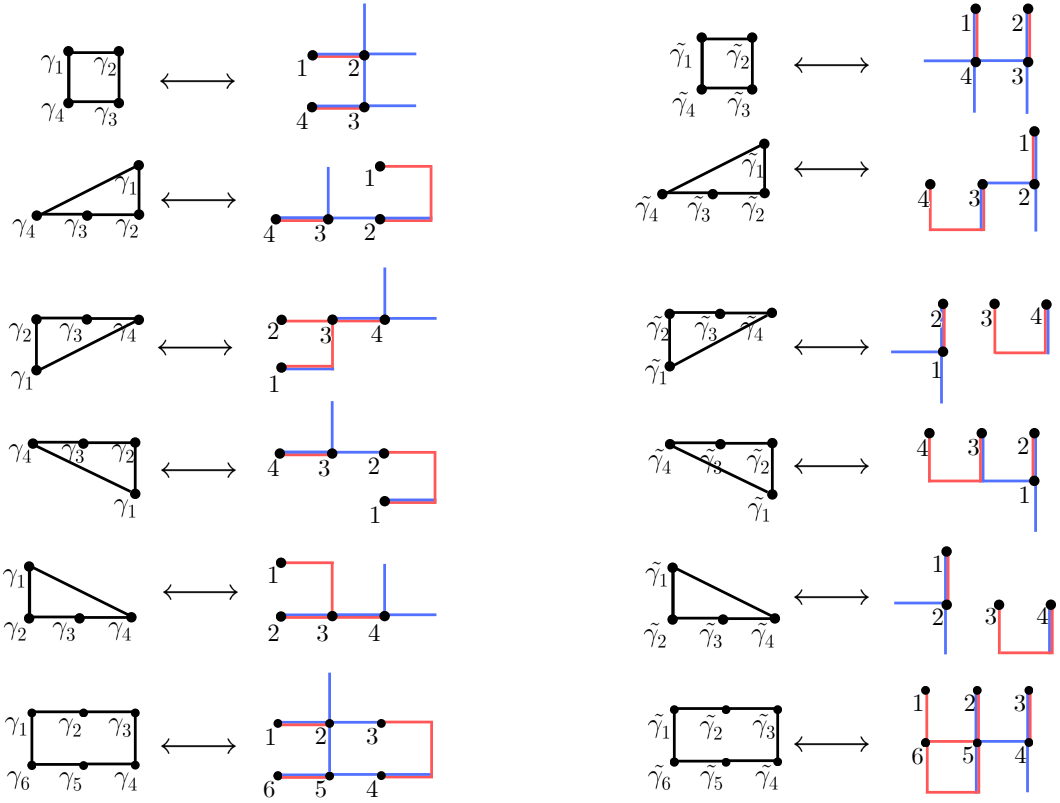 1 2
γ₁ γ₂ 1 2 γ̃₁ γ̃₂ 4 3
γ₄ γ₃ 4 3 γ̃₄ γ̃₃
γ₁ 1 γ̃₁ 1
γ₄ γ₃ γ₂ 4 3 2 γ̃₄ γ̃₃ γ̃₂ 4 3 2
γ₂ γ₃ γ₄ 2 3 4 γ̃₂ γ̃₃ γ̃₄ 2 3 4
γ₁ 1 γ̃₁ 1
γ₄ γ₃ γ₂ 4 3 2 γ̃₄ γ̃₃ γ̃₂ 4 3 2
γ₁ 1 γ̃₁ 1
γ₁ 1 γ̃₁ 1
γ₂ γ₃ γ₄ 2 3 4 γ̃₂ γ̃₃ γ̃₄ 2 3 4
γ₁ γ₂ γ₃ 1 2 3 γ̃₁ γ̃₂ γ̃₃ 1 2 3
γ₆ γ₅ γ₄ 6 5 4 γ̃₆ γ̃₅ γ̃₄ 6 5 4